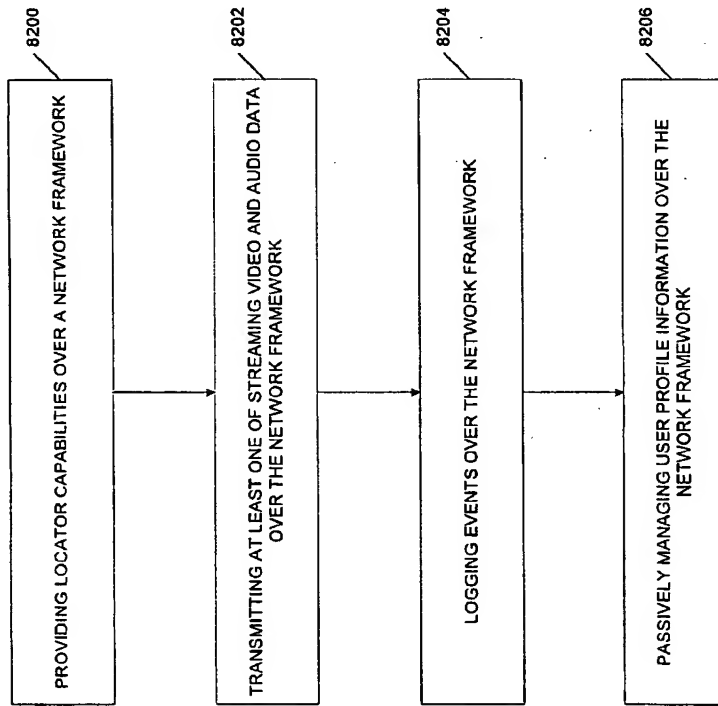 PROVIDING LOCATOR CAPABILITIES OVER A NETWORK FRAMEWORK
8200
TRANSMITTING AT LEAST ONE OF STREAMING VIDEO AND AUDIO DATA
OVER THE NETWORK FRAMEWORK
8202
LOGGING EVENTS OVER THE NETWORK FRAMEWORK
8204
PASSIVELY MANAGING USER PROFILE INFORMATION OVER THE
NETWORK FRAMEWORK
8206